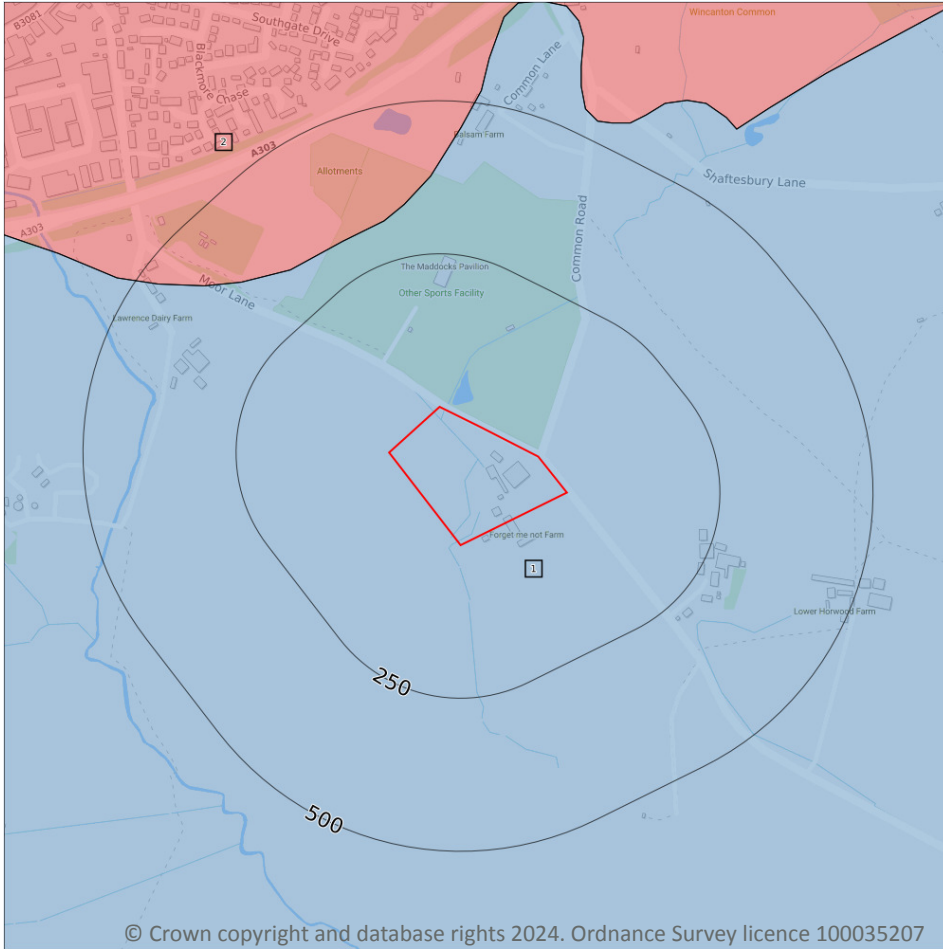 B3081
Southgate Drive
Wincanton Common
Blackmore Chase
Common Lane
2
A303
Balsam Farm
Allotments
Shaftesbury Lane
A303
Common Road
The Maddocks Pavilion
Moor Lane
Other Sports Facility
Lawrence Dairy Farm
Forget me not Farm
1
Lower Horwood Farm
250
500
© Crown copyright and database rights 2024. Ordnance Survey licence 100035207